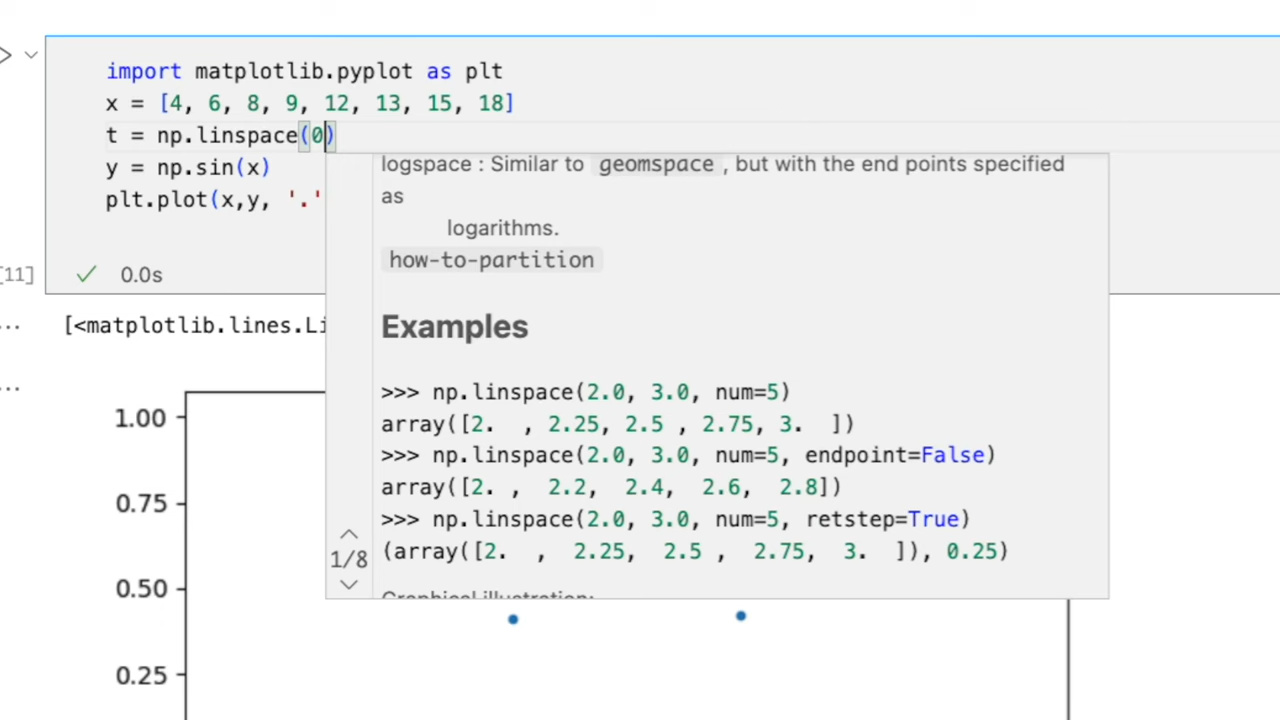 import matplotlib.pyplot as plt
x = [4, 6, 8, 9, 12, 13, 15, 18]
t = np.linspace(0)
y = np.sin(x)
plt.plot(x,y, '.'
[11]
0.0s
logspace : Similar to geomspace , but with the end points specified
as
logarithms.
how-to-partition
Examples
>>> np.linspace(2.0, 3.0, num=5)
array([2.  , 2.25, 2.5 , 2.75, 3.  ])
>>> np.linspace(2.0, 3.0, num=5, endpoint=False)
array([2. ,  2.2,  2.4,  2.6,  2.8])
>>> np.linspace(2.0, 3.0, num=5, retstep=True)
(array([2.  ,  2.25,  2.5 ,  2.75,  3.  ]), 0.25)
Graphical illustration:
1/8
[<matplotlib.lines.Li
1.00
0.75
0.50
0.25